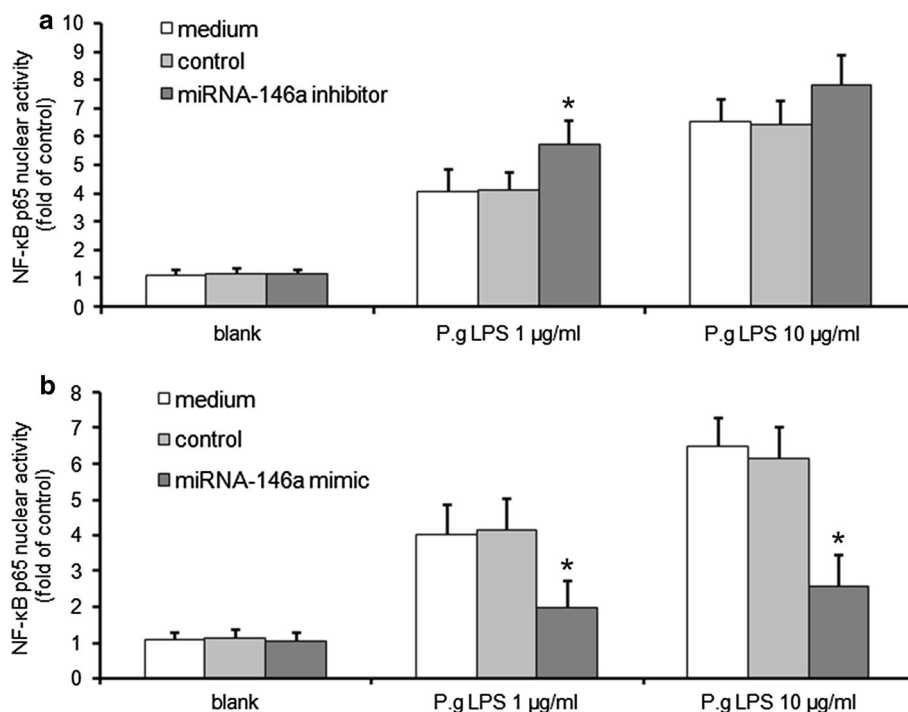 a
NF-κB p65 nuclear activity
(fold of control)
10
9
8
7
6
5
4
3
2
1
0
medium
control
miRNA-146a inhibitor
*
blank
P.g LPS 1 µg/ml
P.g LPS 10 µg/ml
b
NF-κB p65 nuclear activity
(fold of control)
8
7
6
5
4
3
2
1
0
medium
control
miRNA-146a mimic
*
*
blank
P.g LPS 1 µg/ml
P.g LPS 10 µg/ml